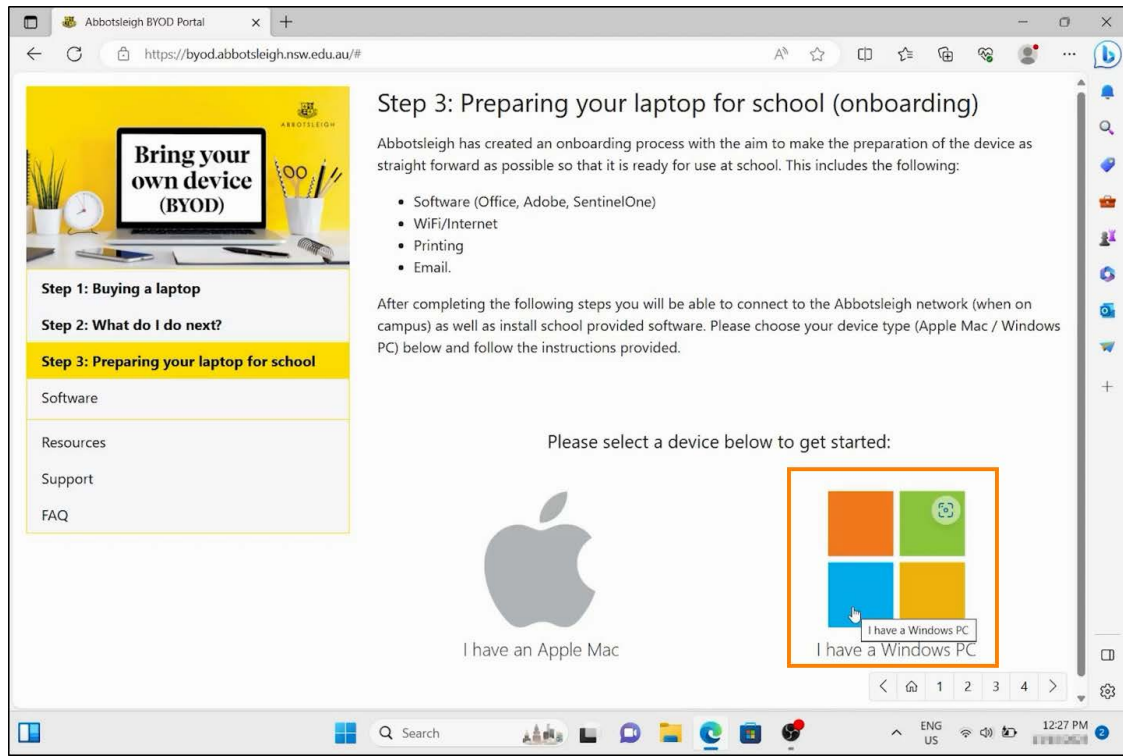 Abbotsleigh BYOD Portal
https://byod.abbotsleigh.nsw.edu.au/#
ABBOTSLEIGH
Bring your
own device
(BYOD)
Step 1: Buying a laptop
Step 2: What do I do next?
Step 3: Preparing your laptop for school
Software
Resources
Support
FAQ
Step 3: Preparing your laptop for school (onboarding)
Abbotsleigh has created an onboarding process with the aim to make the preparation of the device as
straight forward as possible so that it is ready for use at school. This includes the following:
• Software (Office, Adobe, SentinelOne)
• WiFi/Internet
• Printing
• Email.
After completing the following steps you will be able to connect to the Abbotsleigh network (when on
campus) as well as install school provided software. Please choose your device type (Apple Mac / Windows
PC) below and follow the instructions provided.
Please select a device below to get started:
I have an Apple Mac
I have a Windows PC
I have a Windows PC
1 2 3 4
Search
ENG
US
12:27 PM
2